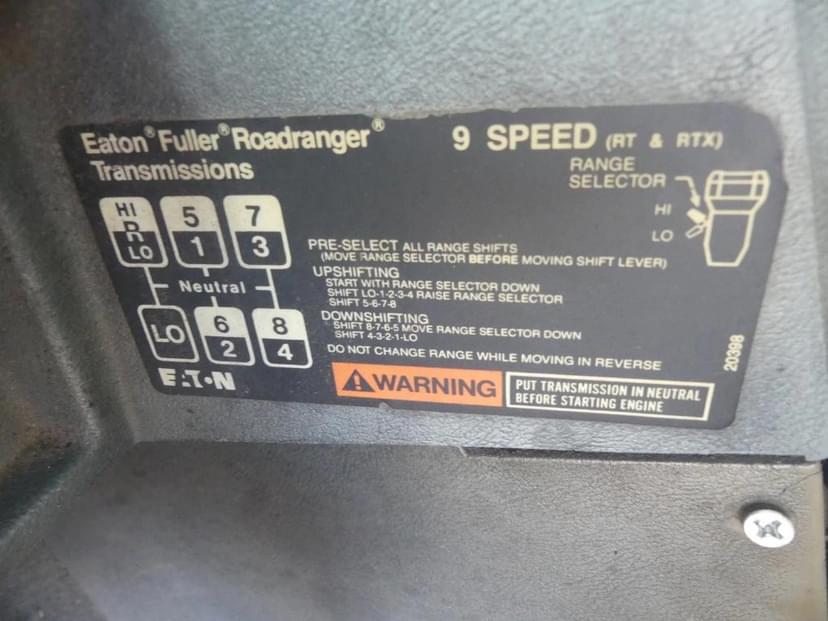 Eaton® Fuller® Roadranger®
Transmissions
9 SPEED (RT & RTX)
RANGE
SELECTOR
HI
LO
HI 5 7
R
LO 1 3
Neutral
LO 6 8
2 4
EATON
PRE-SELECT ALL RANGE SHIFTS
(MOVE RANGE SELECTOR BEFORE MOVING SHIFT LEVER)
UPSHIFTING
START WITH RANGE SELECTOR DOWN
SHIFT LO-1-2-3-4 RAISE RANGE SELECTOR
SHIFT 5-6-7-8
DOWNSHIFTING
SHIFT 8-7-6-5 MOVE RANGE SELECTOR DOWN
SHIFT 4-3-2-1-LO
DO NOT CHANGE RANGE WHILE MOVING IN REVERSE
20398
WARNING
PUT TRANSMISSION IN NEUTRAL
BEFORE STARTING ENGINE